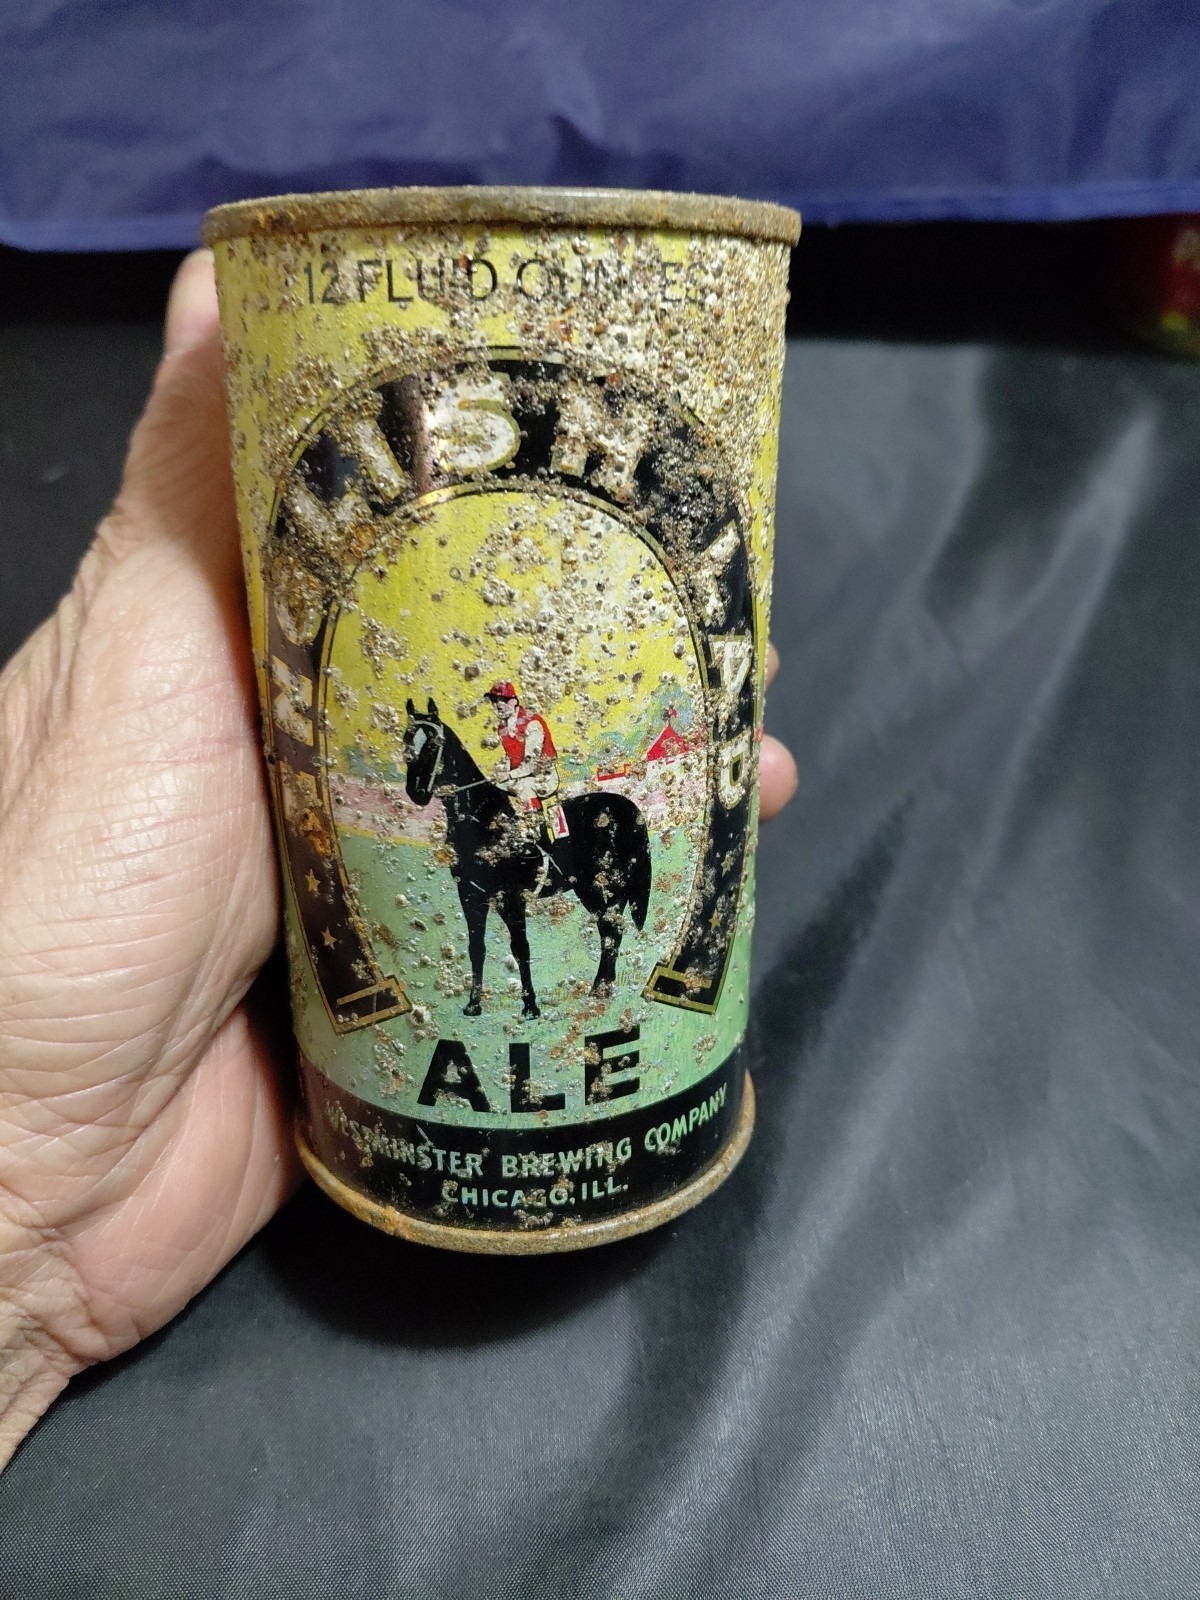 12 FLUID OUNCES
ALE
WESTMINSTER BREWING COMPANY
CHICAGO, ILL.